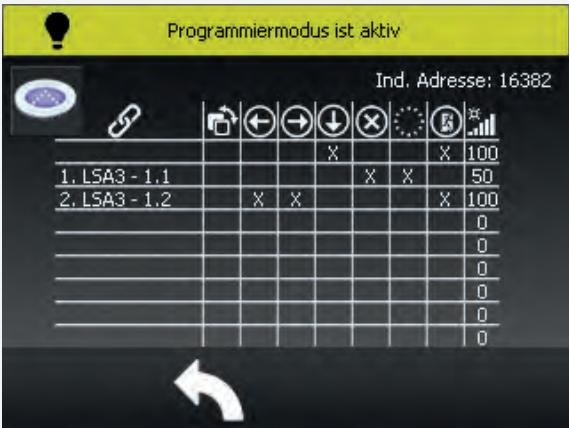 Programmiermodus ist aktiv
Ind. Adresse: 16382
X X 100
1. LSA3 - 1.1 X X 50
2. LSA3 - 1.2 X X X 100
0
0
0
0
0
0